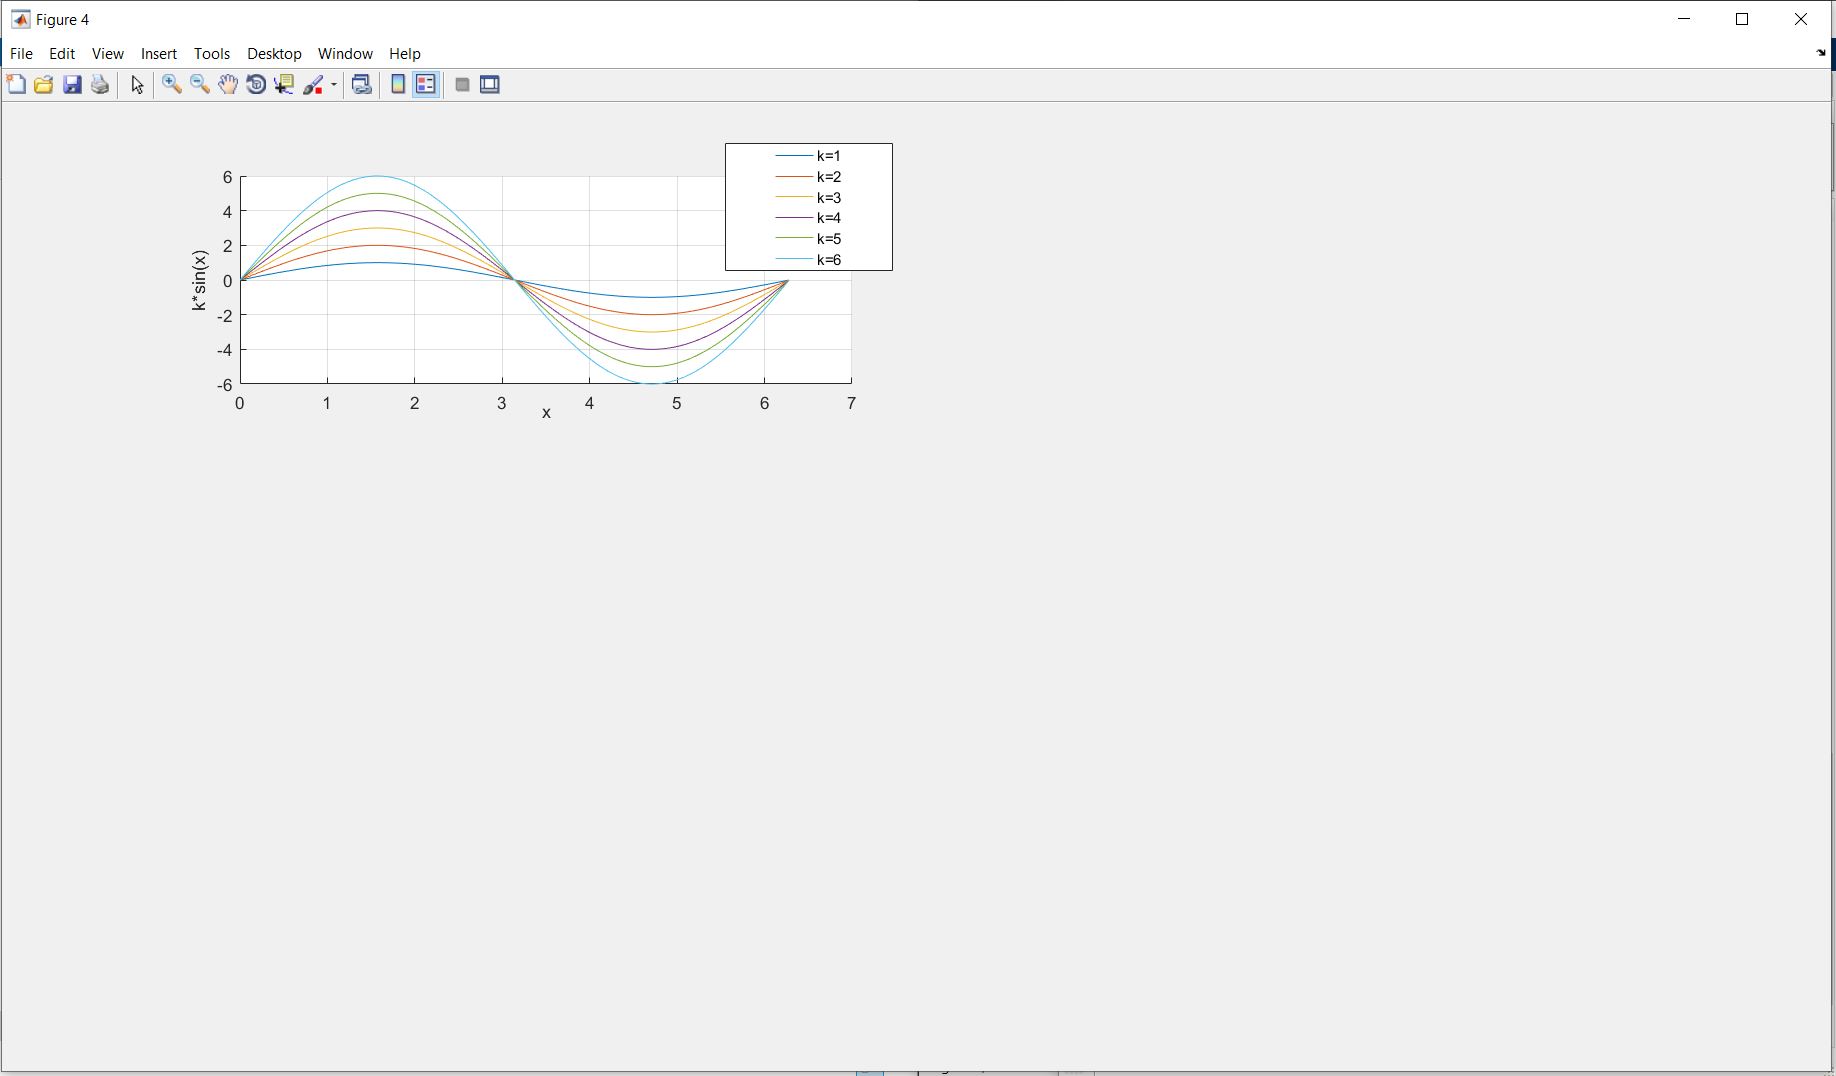 Figure 4
File Edit View Insert Tools Desktop Window Help
k=1
k=2
k=3
k=4
k=5
k=6
6
4
2
0
-2
-4
-6
k*sin(x)
0 1 2 3 4 5 6 7
x